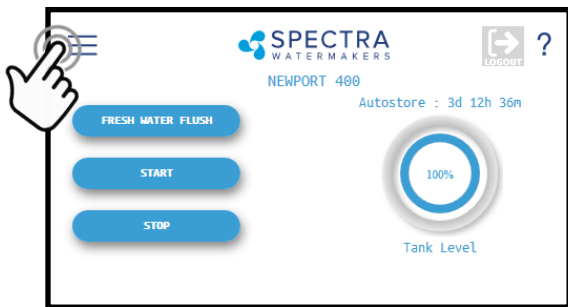 SPECTRA
WATERMAKERS
LOGOUT
?
NEWPORT 400
Autostore : 3d 12h 36m
FRESH WATER FLUSH
START
100%
STOP
Tank Level